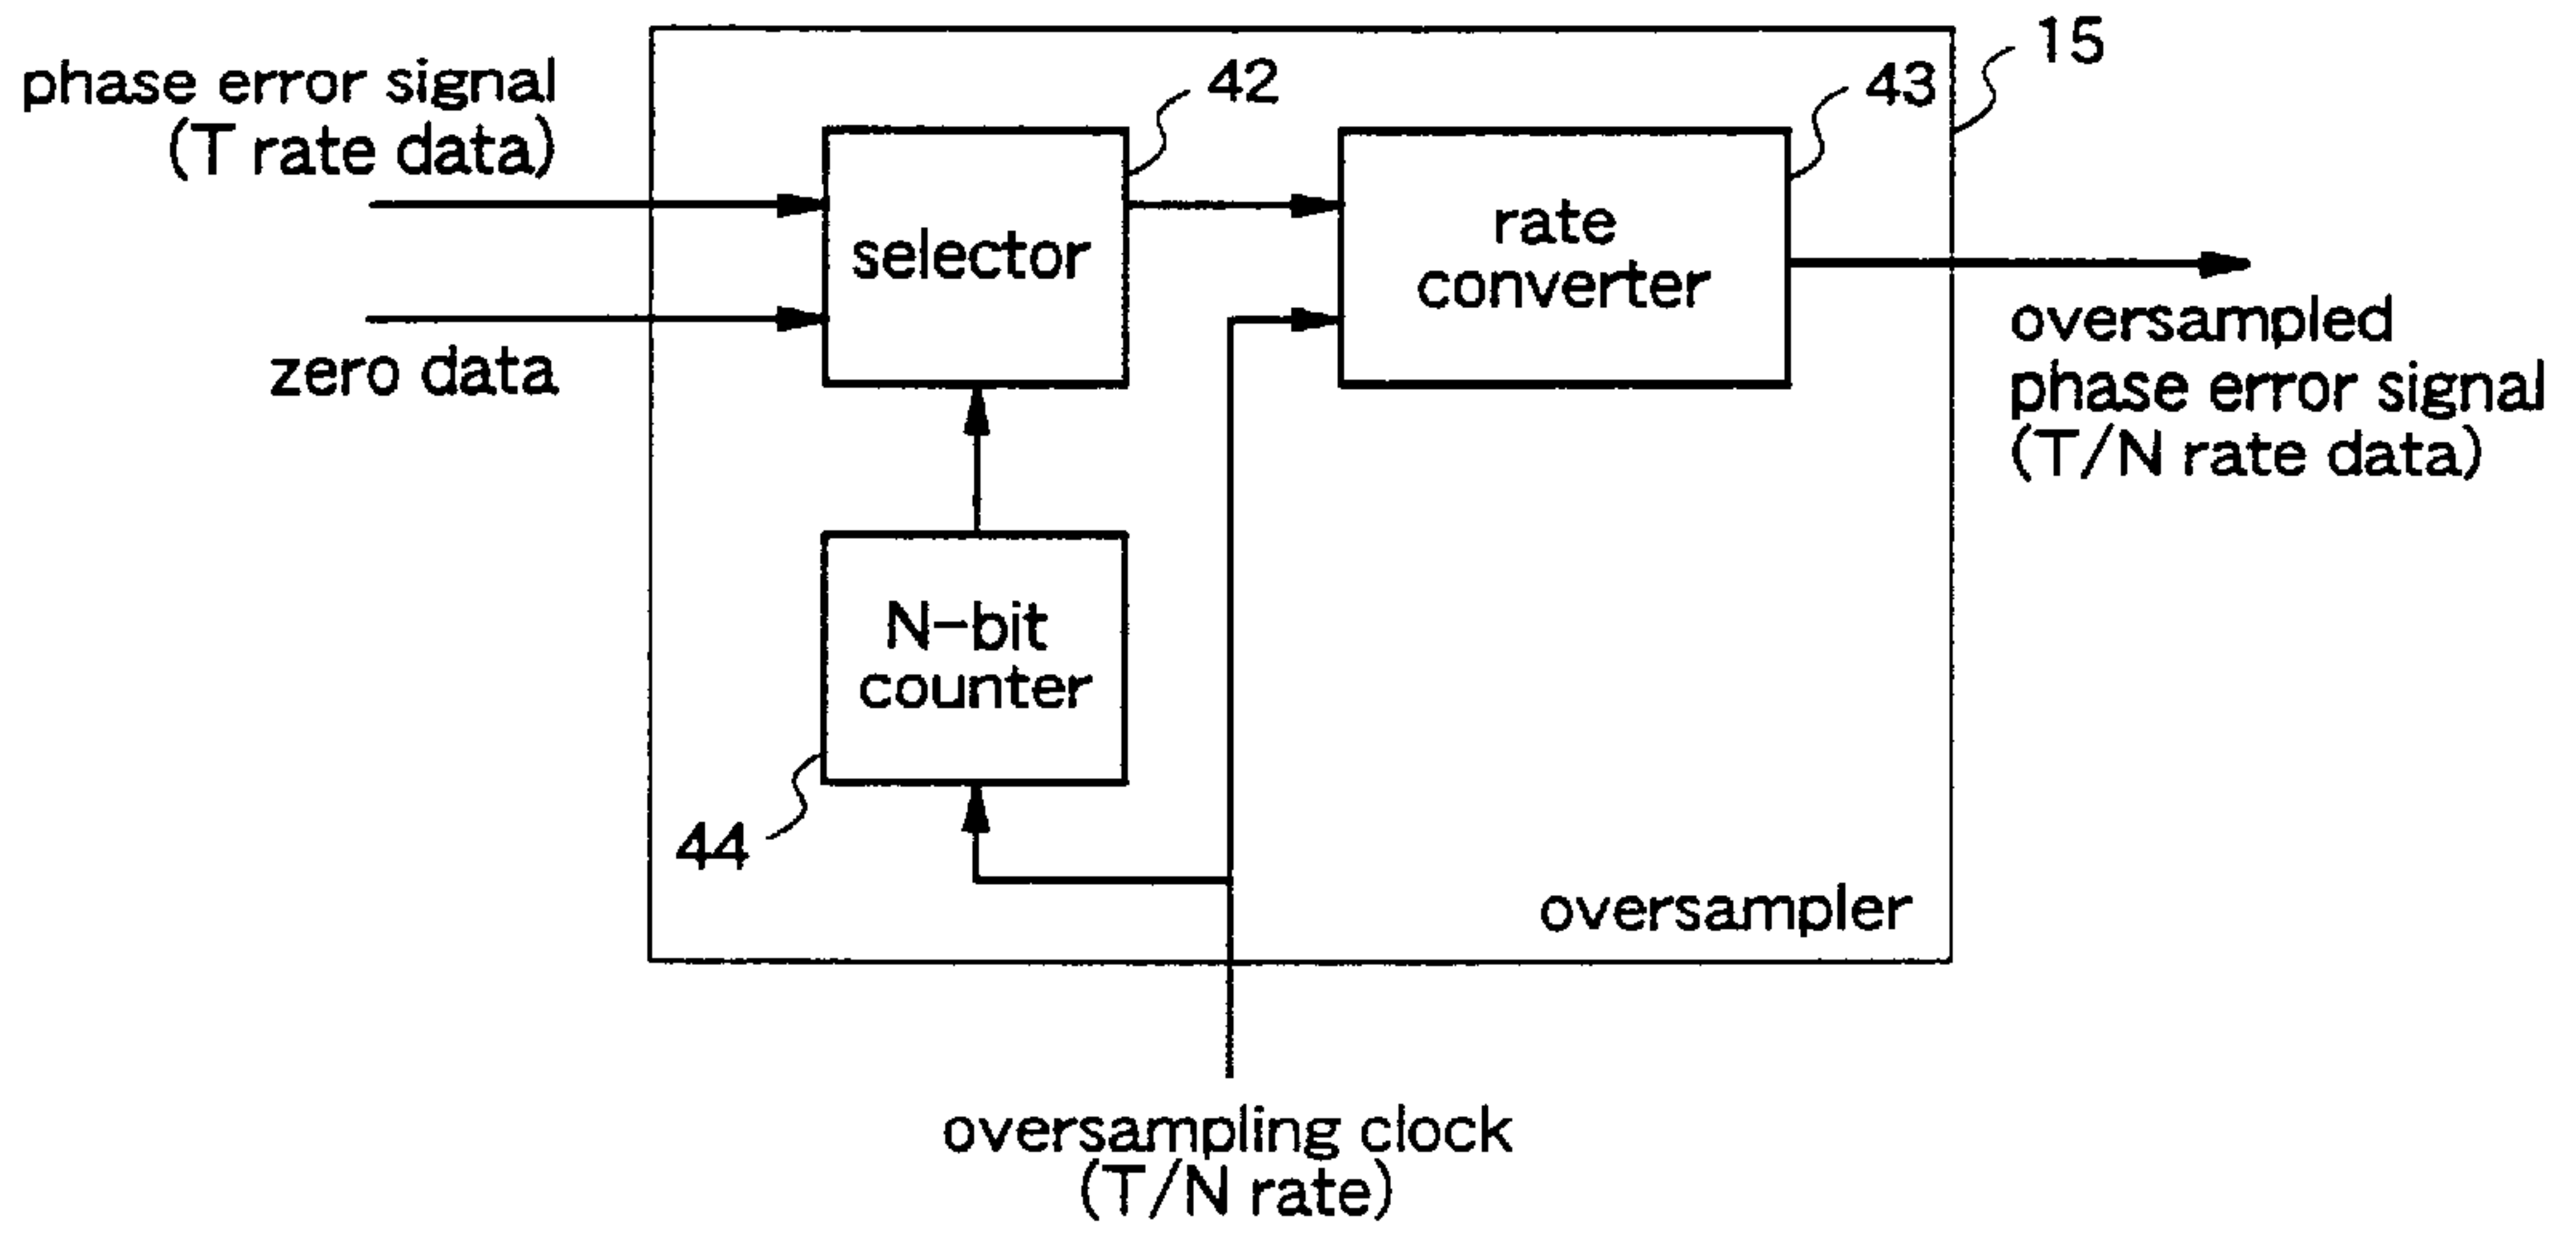 phase error signal
(T rate data)
zero data
42
selector
43
rate
converter
15
oversampled
phase error signal
(T/N rate data)
N-bit
counter
44
oversampler
oversampling clock
(T/N rate)